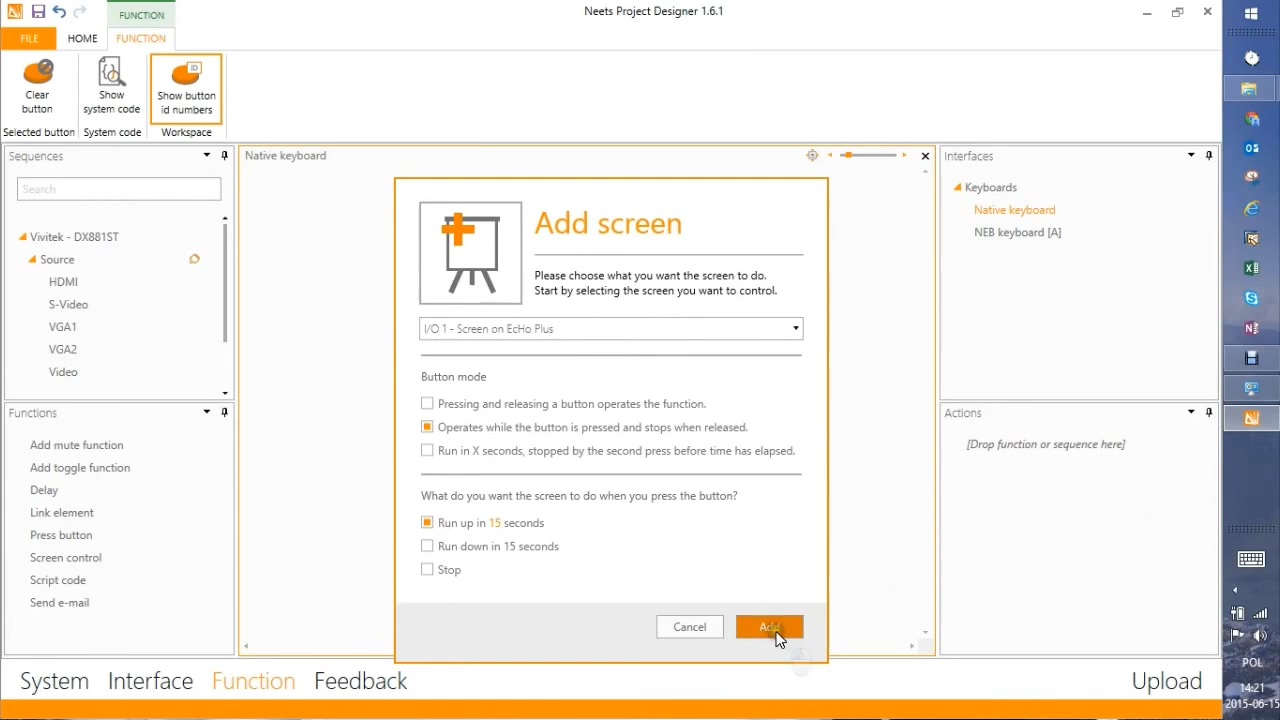 FUNCTION
Neets Project Designer 1.6.1
FILE
HOME
FUNCTION
Clear
button
Show
system code
ID
Show button
id numbers
Selected button
System code
Workspace
Sequences
Search
Vivitek - DX881ST
Source
HDMI
S-Video
VGA1
VGA2
Video
Functions
Add mute function
Add toggle function
Delay
Link element
Press button
Screen control
Script code
Send e-mail
Native keyboard
Add screen
Please choose what you want the screen to do.
Start by selecting the screen you want to control.
I/O 1 - Screen on EcHo Plus
Button mode
Pressing and releasing a button operates the function.
Operates while the button is pressed and stops when released.
Run in X seconds, stopped by the second press before time has elapsed.
What do you want the screen to do when you press the button?
Run up in 15 seconds
Run down in 15 seconds
Stop
Cancel
Add
Interfaces
Keyboards
Native keyboard
NEB keyboard [A]
Actions
[Drop function or sequence here]
System
Interface
Function
Feedback
Upload
POL
14:21
2015-06-15